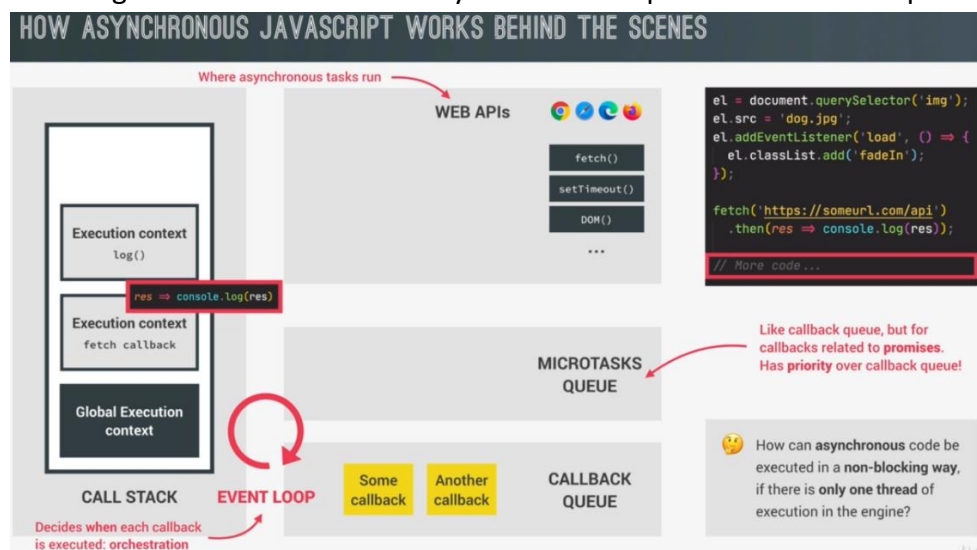 HOW ASYNCHRONOUS JAVASCRIPT WORKS BEHIND THE SCENES
Where asynchronous tasks run
WEB APIs
fetch()
setTimeout()
DOM()
...
el = document.querySelector('img');
el.src = 'dog.jpg';
el.addEventListener('load', () ⇒ {
el.classList.add('fadeIn');
});
fetch('https://someurl.com/api')
.then(res ⇒ console.log(res));
// More code...
Execution context
log()
res ⇒ console.log(res)
Execution context
fetch callback
Global Execution
context
CALL STACK
EVENT LOOP
Decides when each callback
is executed: orchestration
MICROTASKS
QUEUE
Like callback queue, but for
callbacks related to promises.
Has priority over callback queue!
Some
callback
Another
callback
CALLBACK
QUEUE
🤔 How can asynchronous code be
executed in a non-blocking way,
if there is only one thread of
execution in the engine?